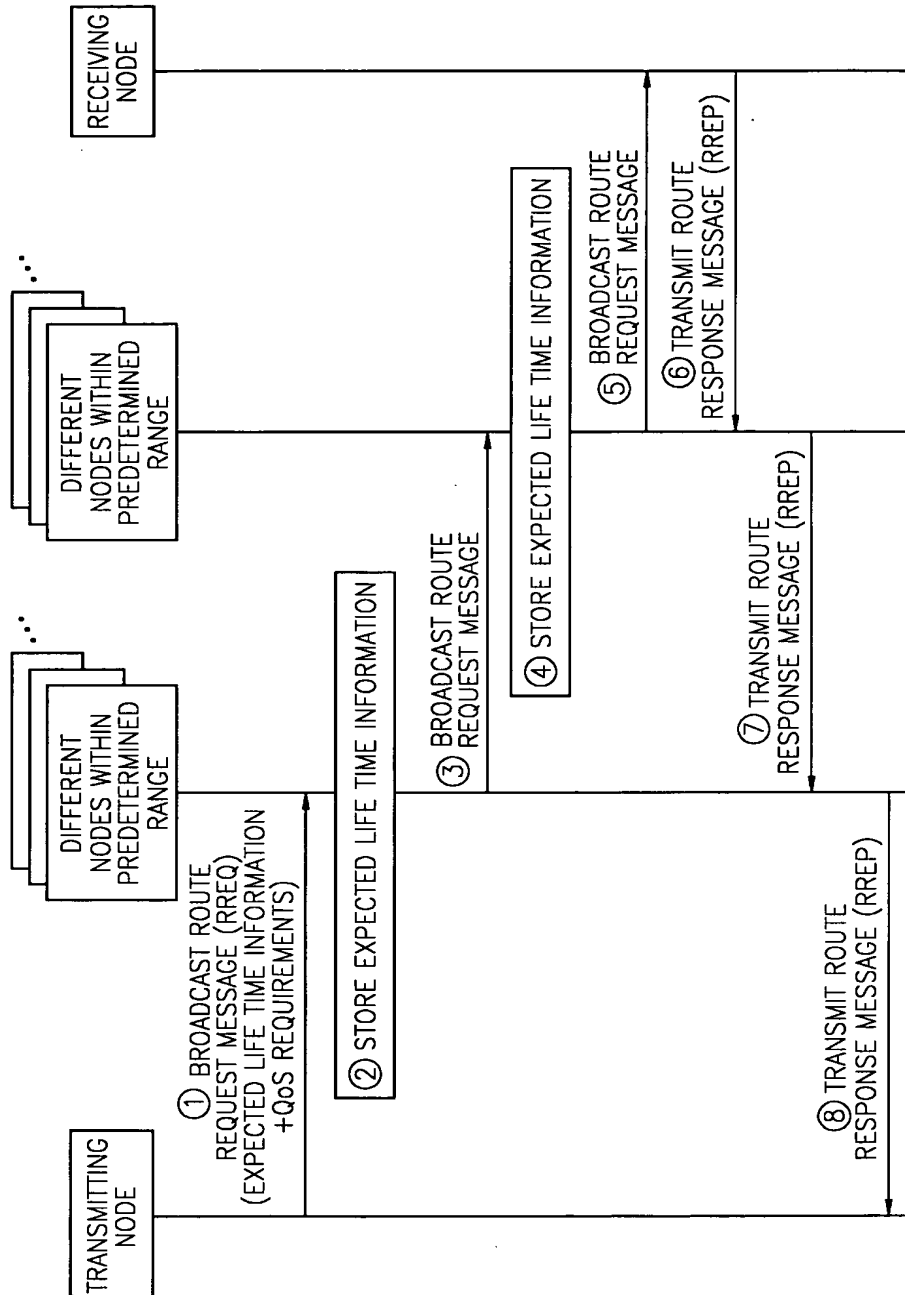 TRANSMITTING
NODE
DIFFERENT
NODES WITHIN
PREDETERMINED
RANGE
DIFFERENT
NODES WITHIN
PREDETERMINED
RANGE
RECEIVING
NODE
① BROADCAST ROUTE
REQUEST MESSAGE (RREQ)
(EXPECTED LIFE TIME INFORMATION
+QoS REQUIREMENTS)
② STORE EXPECTED LIFE TIME INFORMATION
③ BROADCAST ROUTE
REQUEST MESSAGE
④ STORE EXPECTED LIFE TIME INFORMATION
⑤ BROADCAST ROUTE
REQUEST MESSAGE
⑥ TRANSMIT ROUTE
RESPONSE MESSAGE (RREP)
⑦ TRANSMIT ROUTE
RESPONSE MESSAGE (RREP)
⑧ TRANSMIT ROUTE
RESPONSE MESSAGE (RREP)